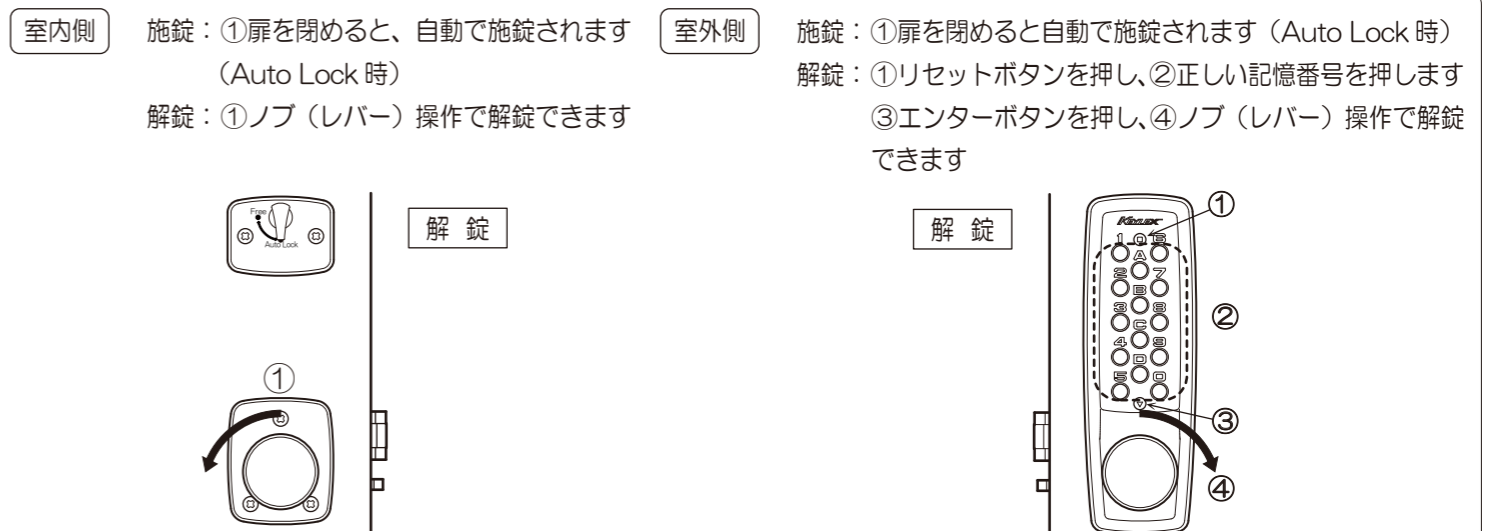 室内側
施錠：①扉を閉めると、自動で施錠されます
（Auto Lock 時）
解錠：①ノブ（レバー）操作で解錠できます
Free
Auto Lock
解 錠
①
室外側
施錠：①扉を閉めると自動で施錠されます（Auto Lock 時）
解錠：①リセットボタンを押し、②正しい記憶番号を押します
③エンターボタンを押し、④ノブ（レバー）操作で解錠
できます
解 錠
KEYLEX
①
1 6
A
2 7
B
3 8
C
4 9
D
5 0
②
③
④